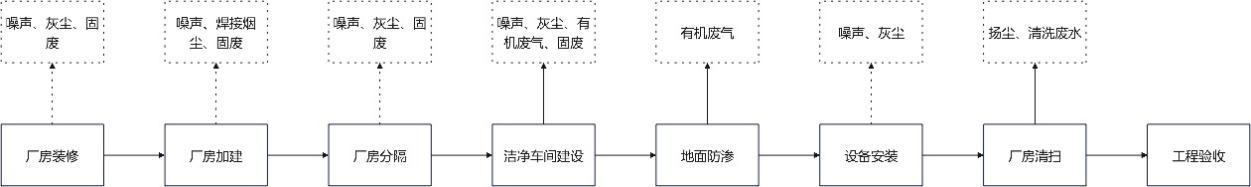 噪声、灰尘、固
废
噪声、焊接烟
尘、固废
噪声、灰尘、固
废
噪声、灰尘、有
机废气、固废
有机废气
噪声、灰尘
扬尘、清洗废水
厂房装修
厂房加建
厂房分隔
洁净车间建设
地面防渗
设备安装
厂房清扫
工程验收